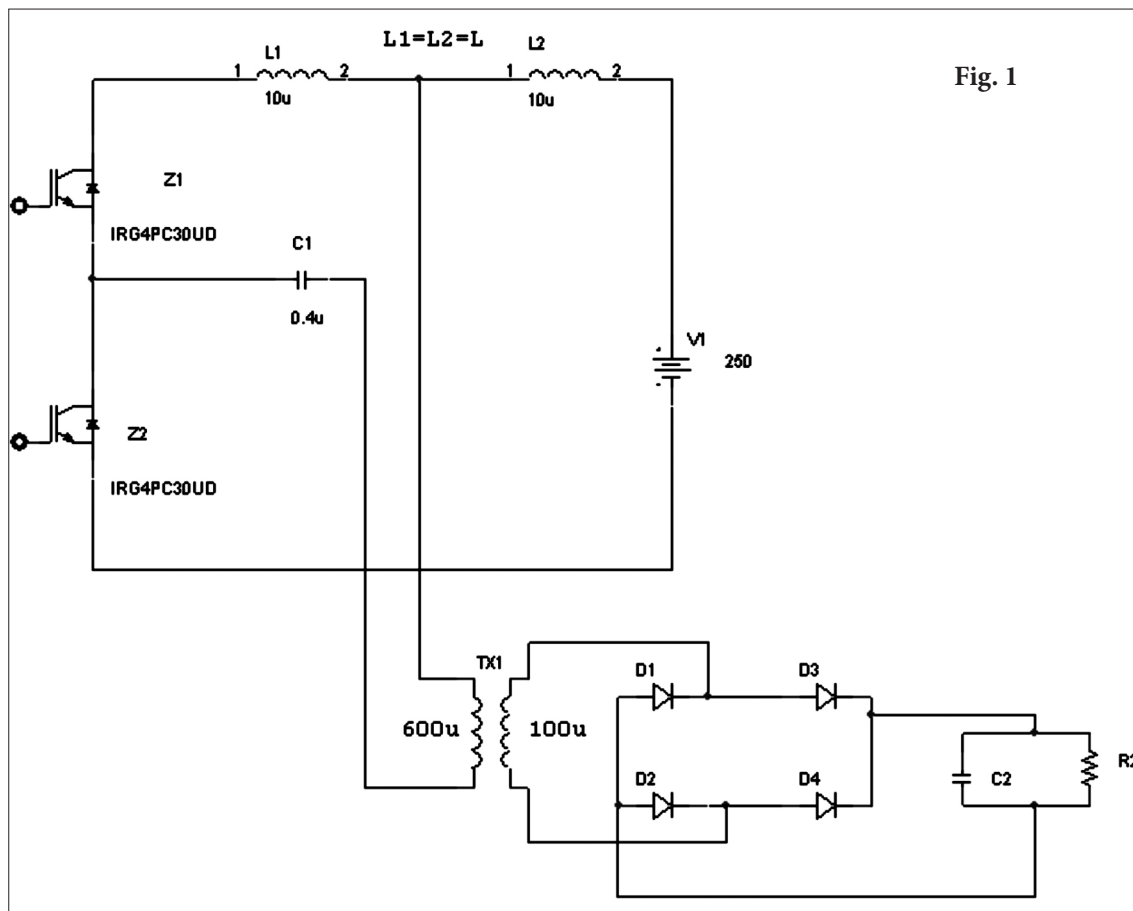 L1=L2=L
L1
1 2
10u
L2
1 2
10u
Fig. 1
Z1
IRG4PC30UD
C1
0.4u
V1
250
Z2
IRG4PC30UD
TX1
600u
100u
D1
D3
D2
D4
C2